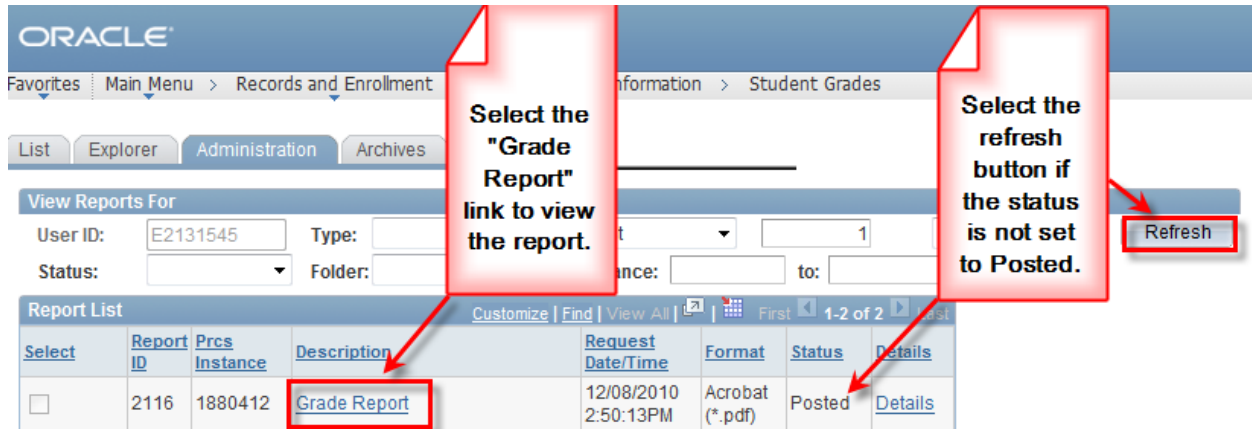 ORACLE
Favorites Main Menu > Records and Enrollment > Student Grades
Select the
"Grade
Report"
link to view
the report.
Select the
refresh
button if
the status
is not set
to Posted.
List Explorer Administration Archives
View Reports For
User ID: E2131545 Type: 1 Refresh
Status: Folder: to:
Report List Customize | Find | View All | | First 1-2 of 2 Last
Select Report ID Prcs Instance Description Request Date/Time Format Status Details
2116 1880412 Grade Report 12/08/2010 2:50:13PM Acrobat (*.pdf) Posted Details